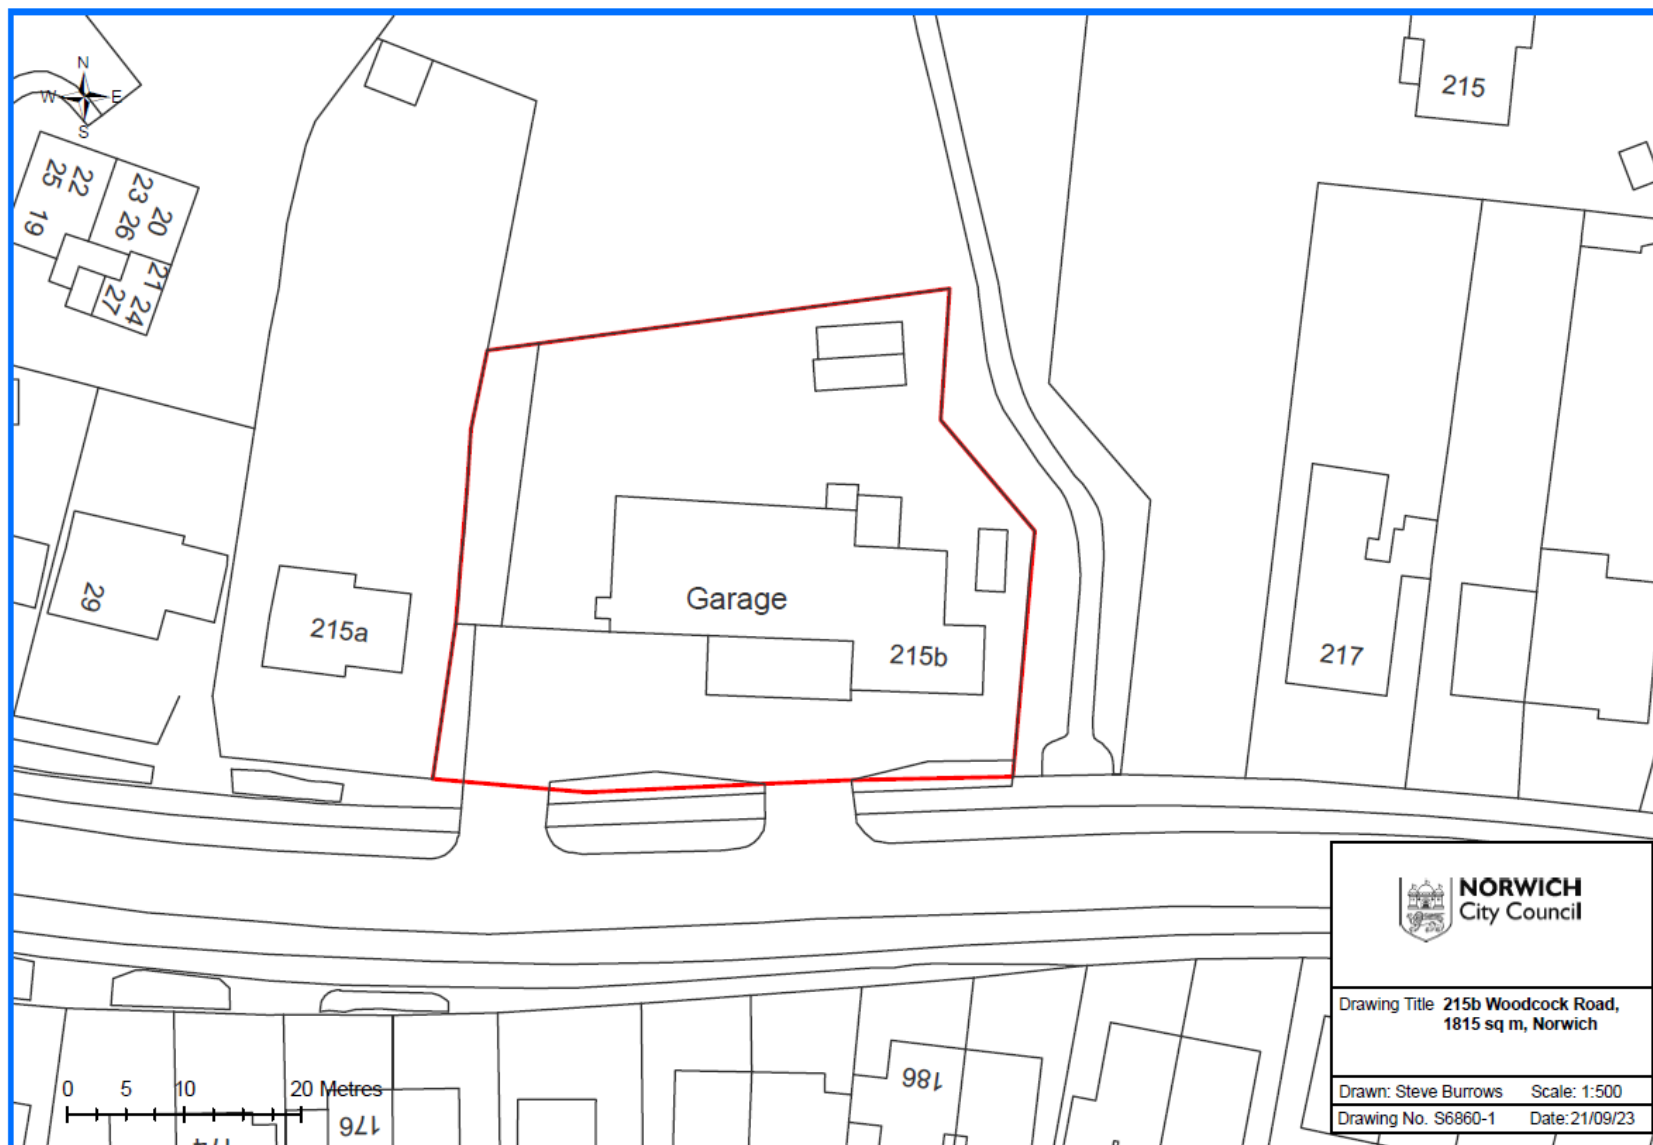 N
W E
S
215
25 22
23 20
19
26
21
27 24
29
215a
Garage
215b
217
NORWICH
City Council
Drawing Title 215b Woodcock Road,
1815 sq m, Norwich
Drawn: Steve Burrows Scale: 1:500
Drawing No. S6860-1 Date:21/09/23
186
0 5 10 20 Metres
176